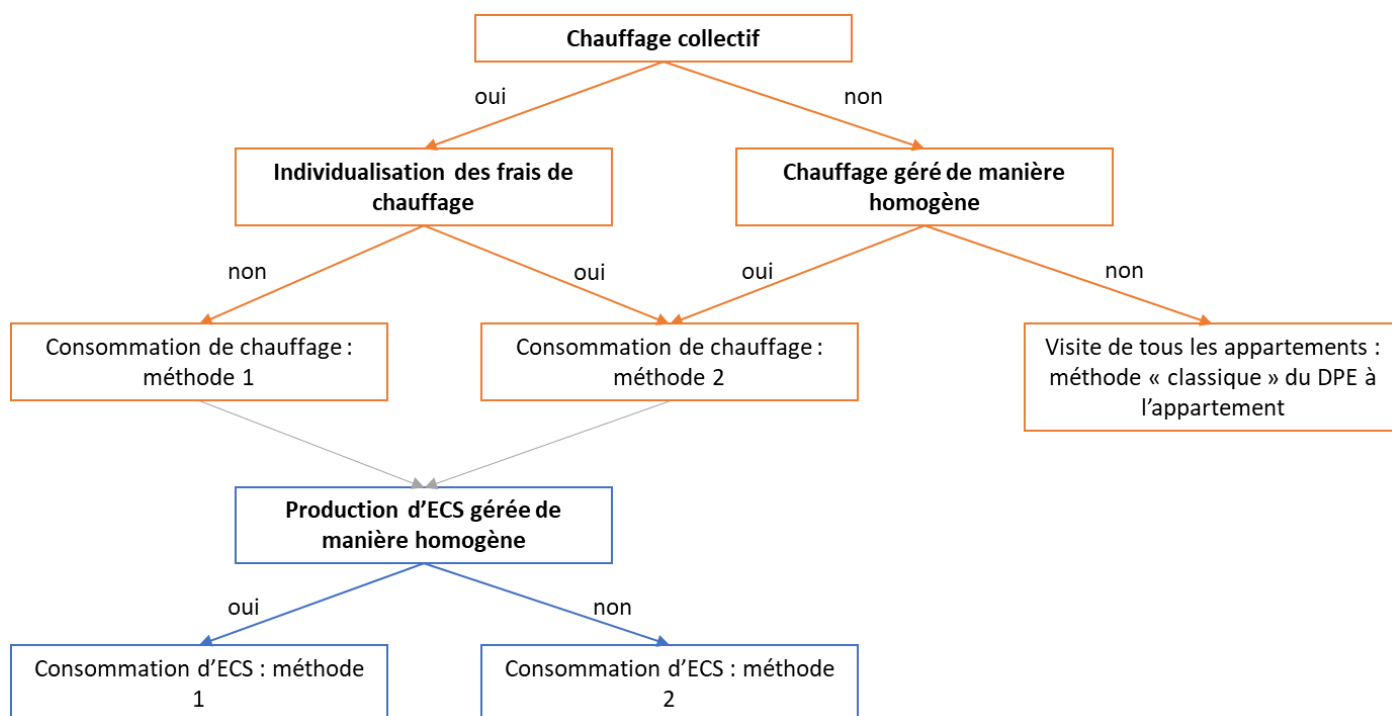 Chauffage collectif
oui
non
Individualisation des frais de
chauffage
Chauffage géré de manière
homogène
non
oui
oui
non
Consommation de chauffage :
méthode 1
Consommation de chauffage :
méthode 2
Visite de tous les appartements :
méthode « classique » du DPE à
l’appartement
Production d’ECS gérée de
manière homogène
oui
non
Consommation d’ECS : méthode
1
Consommation d’ECS : méthode
2